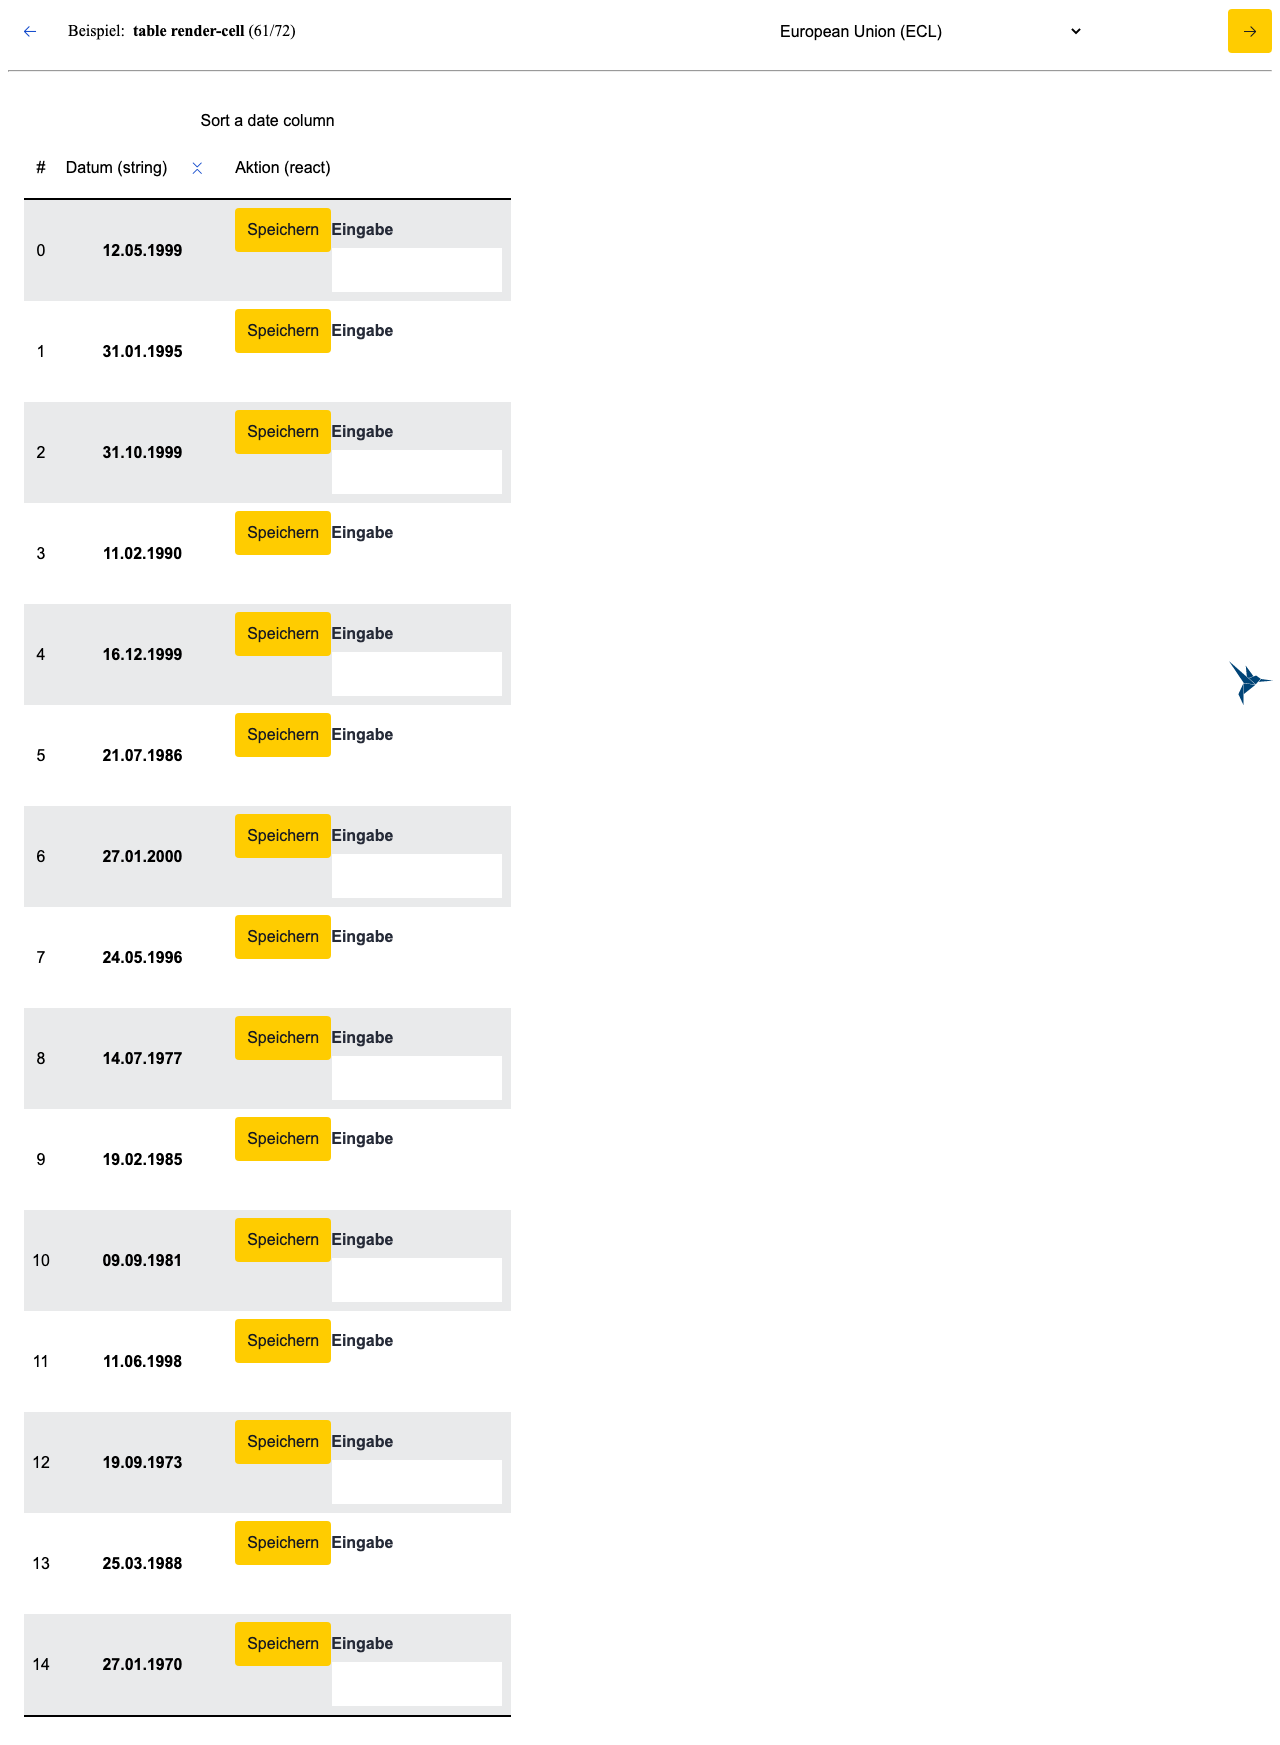 Beispiel: table render-cell (61/72) European Union (ECL)
Sort a date column
# Datum (string) Aktion (react)
0 12.05.1999 Speichern Eingabe
1 31.01.1995 Speichern Eingabe
2 31.10.1999 Speichern Eingabe
3 11.02.1990 Speichern Eingabe
4 16.12.1999 Speichern Eingabe
5 21.07.1986 Speichern Eingabe
6 27.01.2000 Speichern Eingabe
7 24.05.1996 Speichern Eingabe
8 14.07.1977 Speichern Eingabe
9 19.02.1985 Speichern Eingabe
10 09.09.1981 Speichern Eingabe
11 11.06.1998 Speichern Eingabe
12 19.09.1973 Speichern Eingabe
13 25.03.1988 Speichern Eingabe
14 27.01.1970 Speichern Eingabe